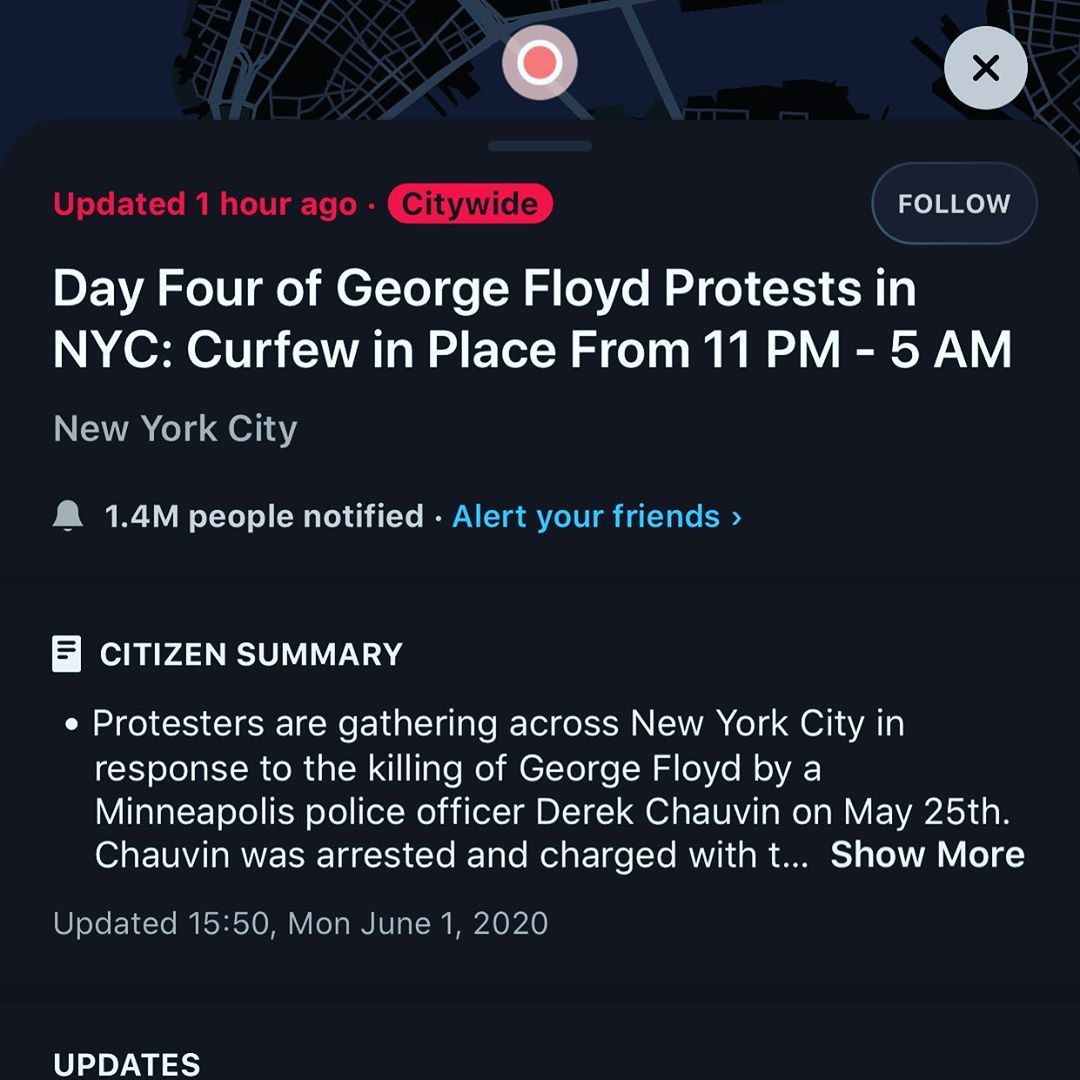 Updated 1 hour ago · Citywide
FOLLOW
Day Four of George Floyd Protests in
NYC: Curfew in Place From 11 PM - 5 AM
New York City
1.4M people notified · Alert your friends ›
CITIZEN SUMMARY
• Protesters are gathering across New York City in
response to the killing of George Floyd by a
Minneapolis police officer Derek Chauvin on May 25th.
Chauvin was arrested and charged with t... Show More
Updated 15:50, Mon June 1, 2020
UPDATES